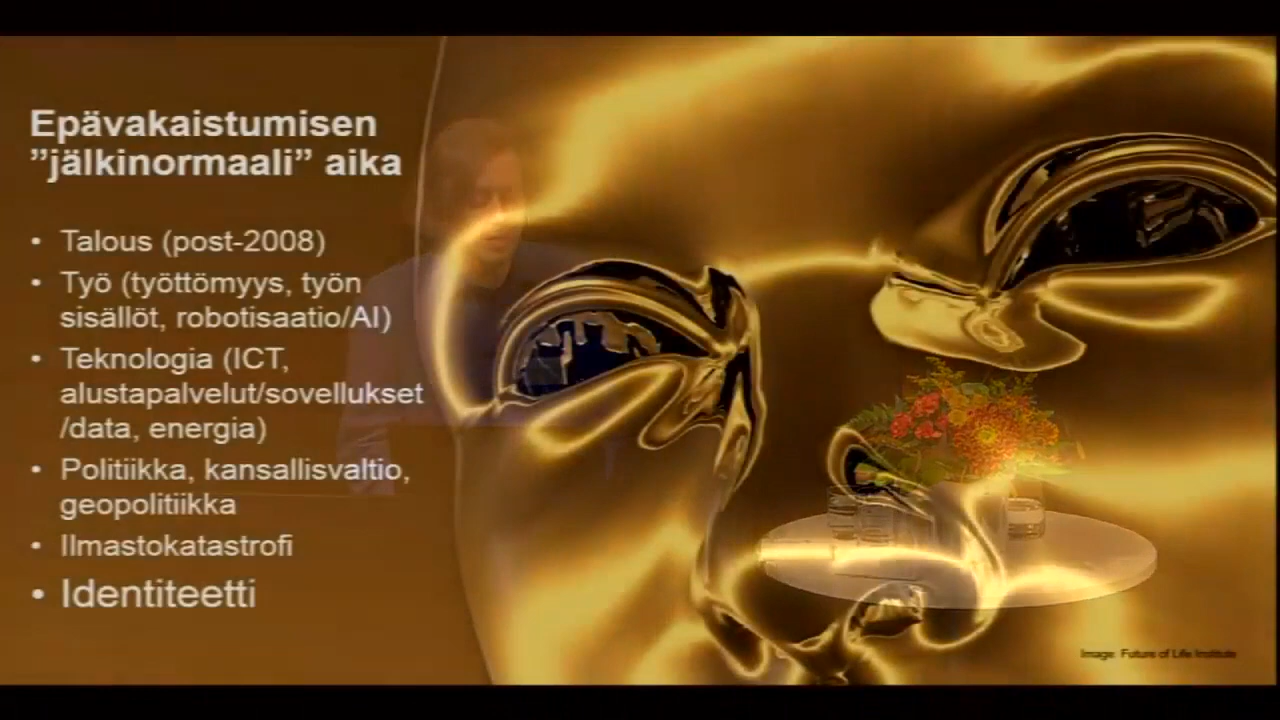 Epävakaistumisen
”jälkinormaali” aika
• Talous (post-2008)
• Työ (työttömyys, työn
sisällöt, robotisaatio/AI)
• Teknologia (ICT,
alustapalvelut/sovellukset
/data, energia)
• Politiikka, kansallisvaltio,
geopolitiikka
• Ilmastokatastrofi
• Identiteetti
Image: Future of Life Institute